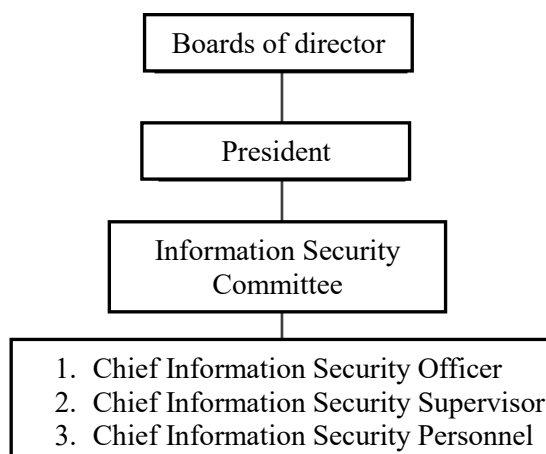 Boards of director
President
Information Security
Committee
1. Chief Information Security Officer
2. Chief Information Security Supervisor
3. Chief Information Security Personnel